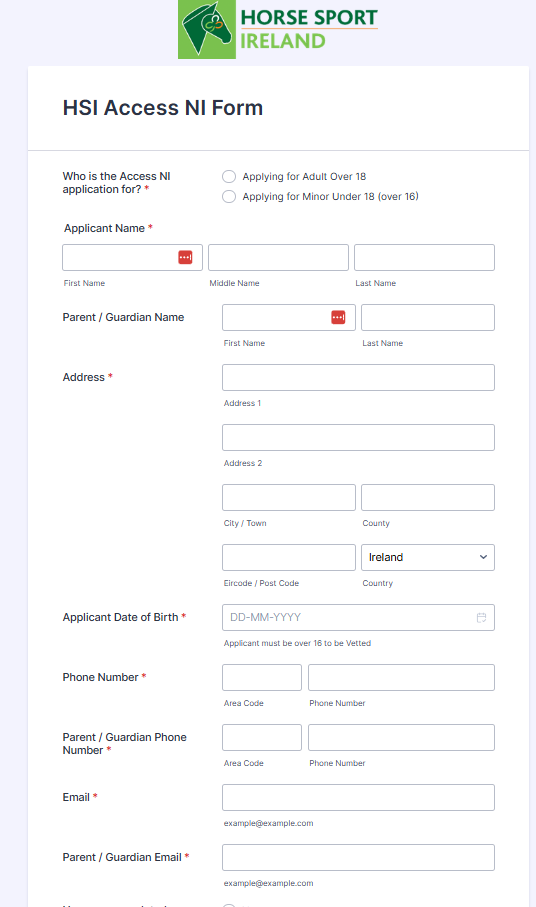 HORSE SPORT
IRELAND
HSI Access NI Form
Who is the Access NI
application for? *
Applying for Adult Over 18
Applying for Minor Under 18 (over 16)
Applicant Name *
First Name
Middle Name
Last Name
Parent / Guardian Name
First Name
Last Name
Address *
Address 1
Address 2
City / Town
County
Ireland
Eircode / Post Code
Country
Applicant Date of Birth *
DD-MM-YYYY
Applicant must be over 16 to be Vetted
Phone Number *
Area Code
Phone Number
Parent / Guardian Phone
Number *
Area Code
Phone Number
Email *
example@example.com
Parent / Guardian Email *
example@example.com